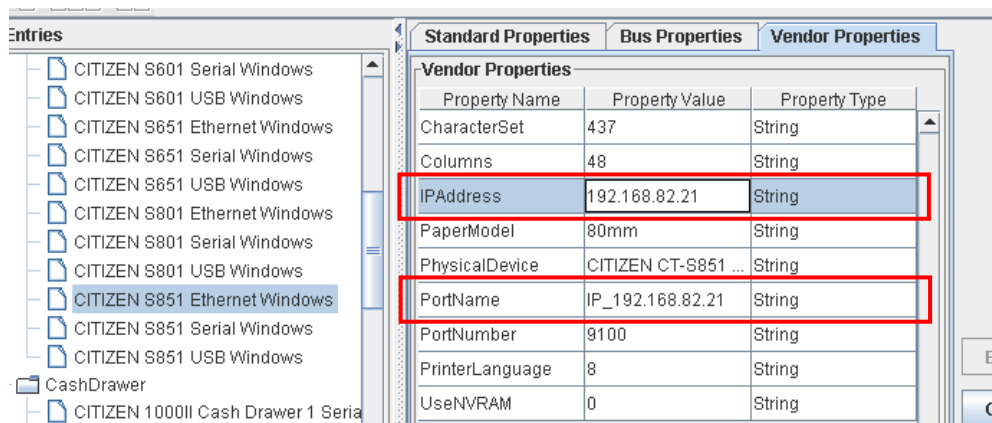 Entries
CITIZEN S601 Serial Windows
CITIZEN S601 USB Windows
CITIZEN S651 Ethernet Windows
CITIZEN S651 Serial Windows
CITIZEN S651 USB Windows
CITIZEN S801 Ethernet Windows
CITIZEN S801 Serial Windows
CITIZEN S801 USB Windows
CITIZEN S851 Ethernet Windows
CITIZEN S851 Serial Windows
CITIZEN S851 USB Windows
CashDrawer
CITIZEN 1000II Cash Drawer 1 Seria
Standard Properties Bus Properties Vendor Properties
Vendor Properties
Property Name Property Value Property Type
CharacterSet 437 String
Columns 48 String
IPAddress 192.168.82.21 String
PaperModel 80mm String
PhysicalDevice CITIZEN CT-S851 ... String
PortName IP_192.168.82.21 String
PortNumber 9100 String
PrinterLanguage 8 String
UseNVRAM 0 String